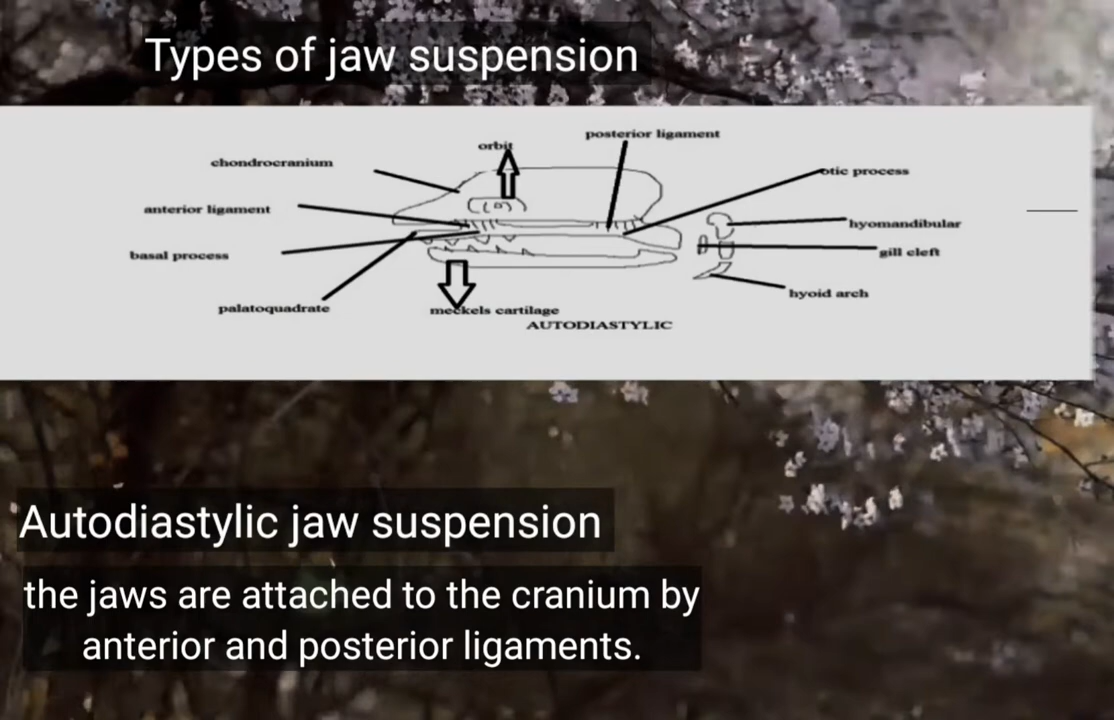 Types of jaw suspension
posterior ligament
orbit
chondrocranium
otic process
anterior ligament
hyomandibular
basal process
gill cleft
hyoid arch
palatoquadrate
meckels cartilage
AUTODIASTYLIC
Autodiastylic jaw suspension
the jaws are attached to the cranium by
anterior and posterior ligaments.